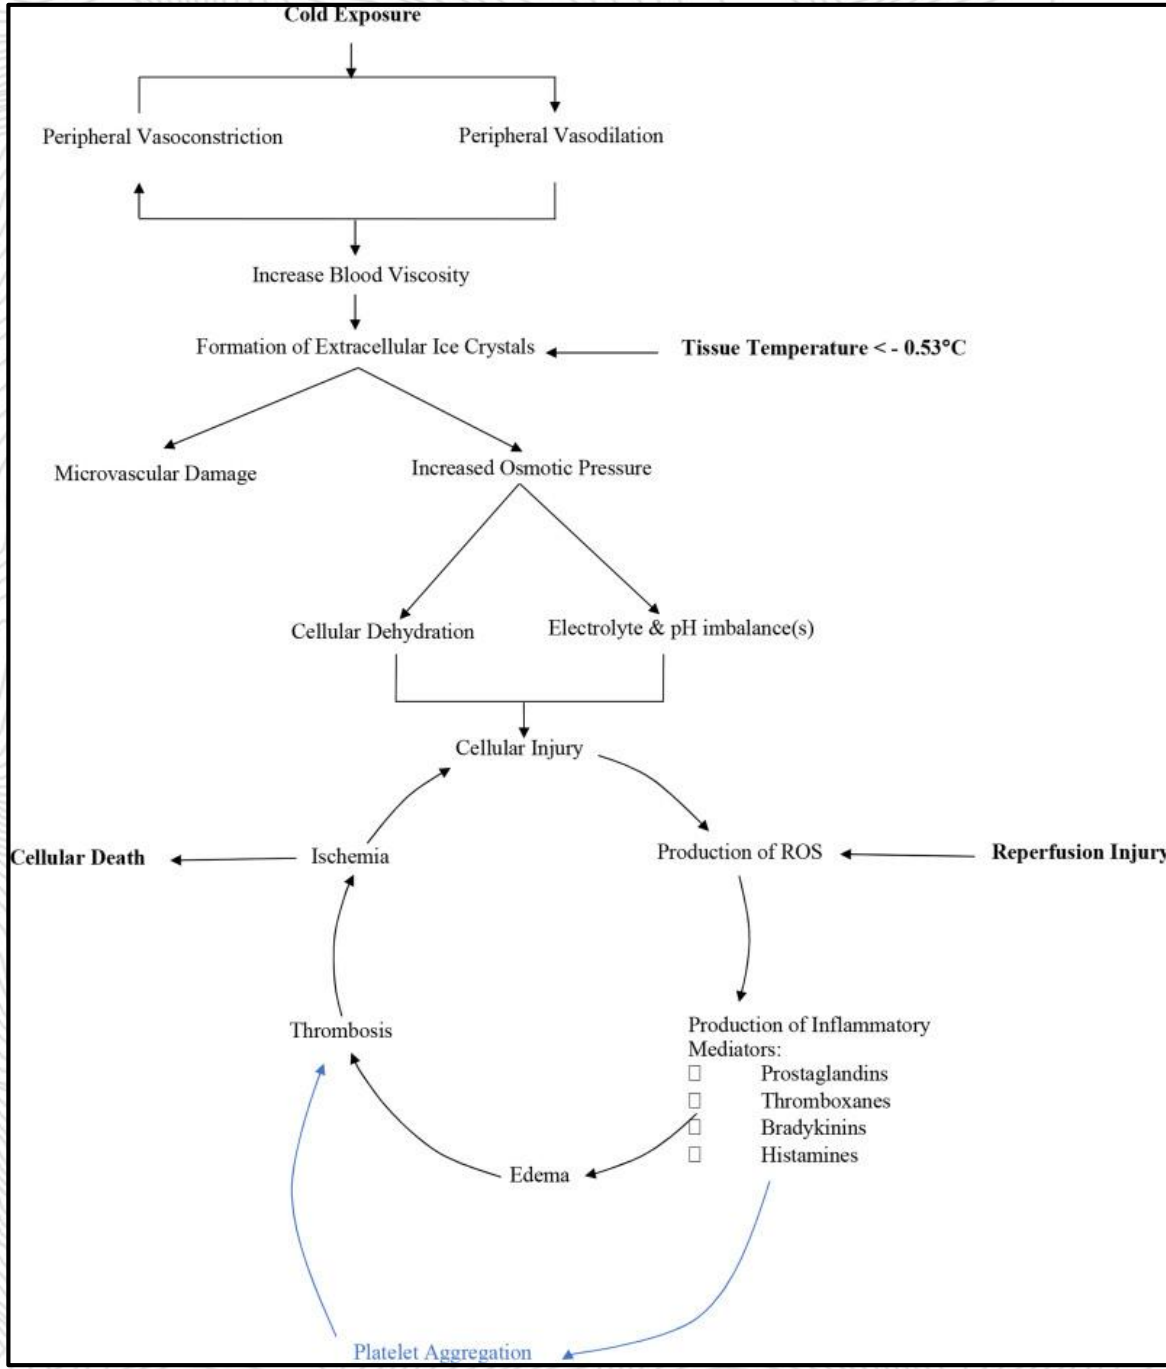 Cold Exposure
Peripheral Vasoconstriction
Peripheral Vasodilation
Increase Blood Viscosity
Formation of Extracellular Ice Crystals
Tissue Temperature < - 0.53°C
Microvascular Damage
Increased Osmotic Pressure
Cellular Dehydration
Electrolyte & pH imbalance(s)
Cellular Injury
Cellular Death
Ischemia
Production of ROS
Reperfusion Injury
Thrombosis
Production of Inflammatory
Mediators:
Prostaglandins
Thromboxanes
Bradykinins
Histamines
Edema
Platelet Aggregation